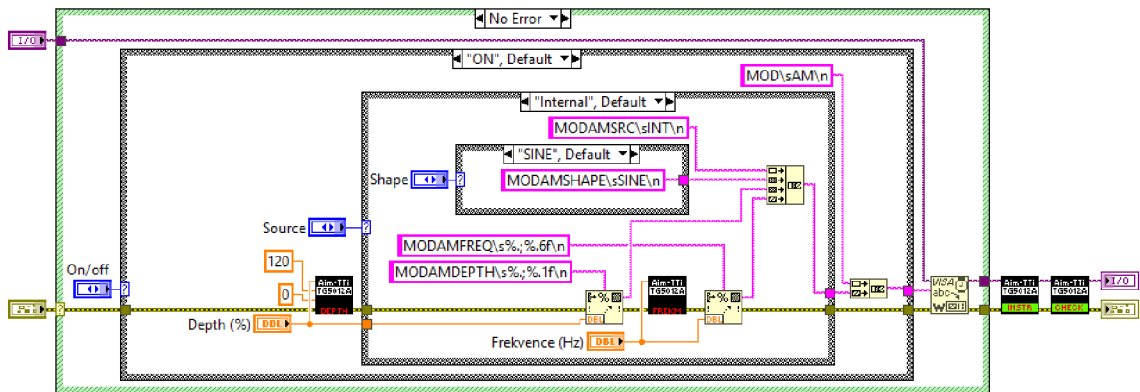 No Error
I/O
"ON", Default
"Internal", Default
MOD\sAM\n
MODAMSRC\sINT\n
"SINE", Default
Shape
MODAMSHAPE\sSINE\n
Source
MODAMFREQ\s%.;%.6f\n
MODAMDEPTH\s%.;%.1f\n
On/off
120
0
Aim-TTi
TG5012A
DEPTH
Depth (%)
DBL
%
DBL
Aim-TTi
TG5012A
Frekvence (Hz)
DBL
%
DBL
VISA
abc
W
Aim-TTi
TG5012A
INSTR
Aim-TTi
TG5012A
CHECK
I/O